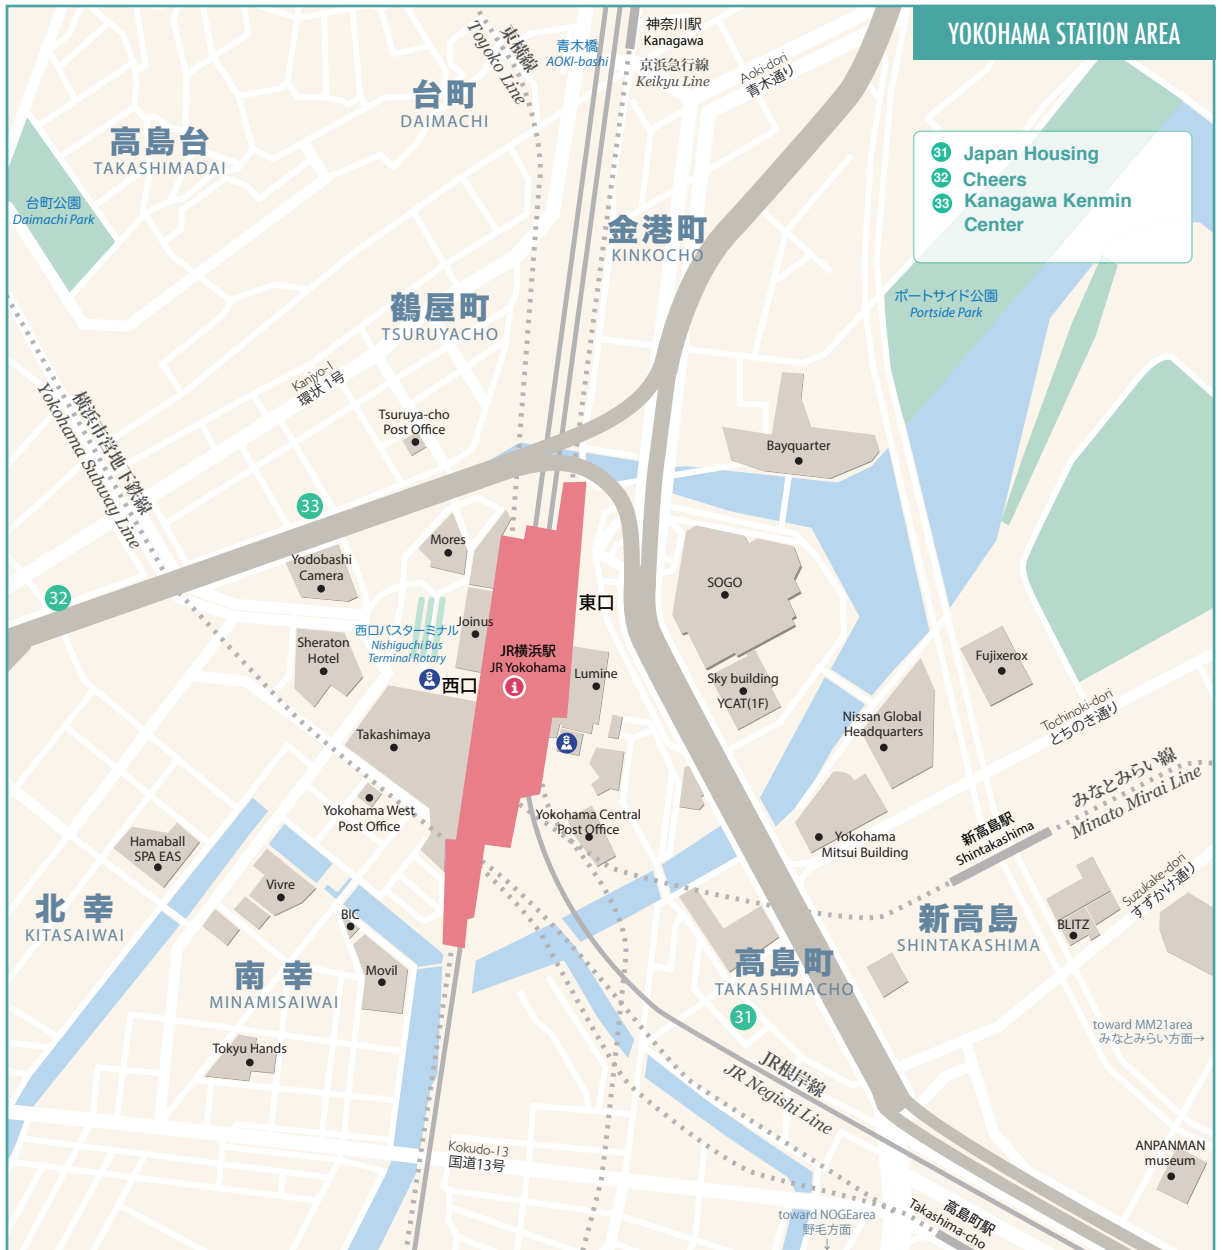 YOKOHAMA STATION AREA
31 Japan Housing
32 Cheers
33 Kanagawa Kenmin
Center
東横線
Toyoko Line
青木橋
AOKI-bashi
神奈川駅
Kanagawa
京浜急行線
Keikyu Line
Aoki-dori
青木通り
台町
DAIMACHI
高島台
TAKASHIMADAI
台町公園
Daimachi Park
金港町
KINKOCHO
鶴屋町
TSURUYACHO
ポートサイド公園
Portside Park
Kanjyo-1
環状1号
横浜市営地下鉄線
Yokohama Subway Line
Tsuruya-cho
Post Office
Bayquarter
33
Mores
Yodobashi
Camera
SOGO
32
東口
西口バスターミナル
Nishiguchi Bus
Terminal Rotary
Joinus
Sheraton
Hotel
JR横浜駅
JR Yokohama
i
Lumine
西口
Sky building
YCAT(1F)
Fujixerox
Nissan Global
Headquarters
Tochinoki-dori
とちのき通り
Takashimaya
みなとみらい線
Minato Mirai Line
Yokohama West
Post Office
Yokohama Central
Post Office
Yokohama
Mitsui Building
新高島駅
Shintakashima
Hamaball
SPA EAS
Vivre
BIC
Suzukake-dori
すずかけ通り
北幸
KITASAIWAI
新高島
SHINTAKASHIMA
BLITZ
南幸
MINAMISAIWAI
Movil
高島町
TAKASHIMACHO
31
toward MM21area
みなとみらい方面→
Tokyu Hands
JR根岸線
JR Negishi Line
Kokudo-13
国道13号
ANPANMAN
museum
高島町駅
Takashima-cho
toward NOGEarea
野毛方面
↓